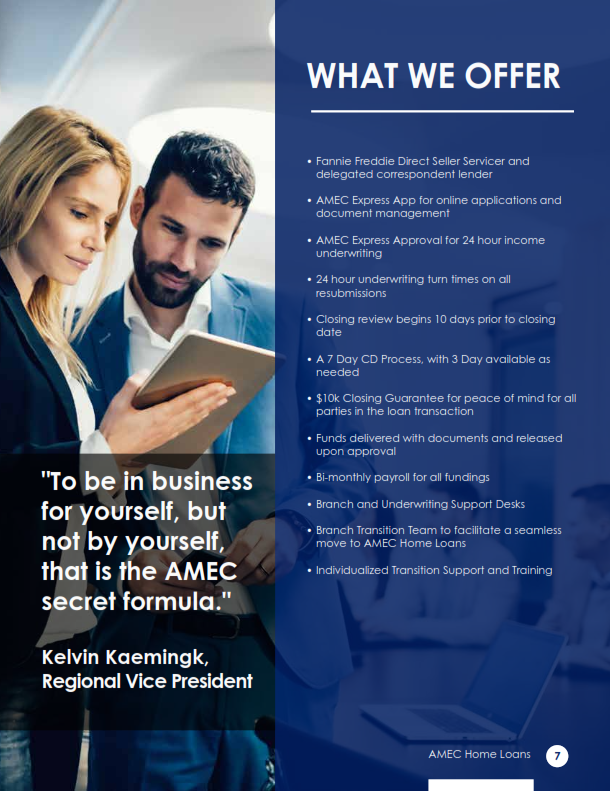 WHAT WE OFFER
• Fannie Freddie Direct Seller Servicer and
delegated correspondent lender
• AMEC Express App for online applications and
document management
• AMEC Express Approval for 24 hour income
underwriting
• 24 hour underwriting turn times on all
resubmissions
• Closing review begins 10 days prior to closing
date
• A 7 Day CD Process, with 3 Day available as
needed
• $10k Closing Guarantee for peace of mind for all
parties in the loan transaction
• Funds delivered with documents and released
upon approval
• Bi-monthly payroll for all fundings
• Branch and Underwriting Support Desks
• Branch Transition Team to facilitate a seamless
move to AMEC Home Loans
• Individualized Transition Support and Training
"To be in business
for yourself, but
not by yourself,
that is the AMEC
secret formula."
Kelvin Kaemingk,
Regional Vice President
AMEC Home Loans 7